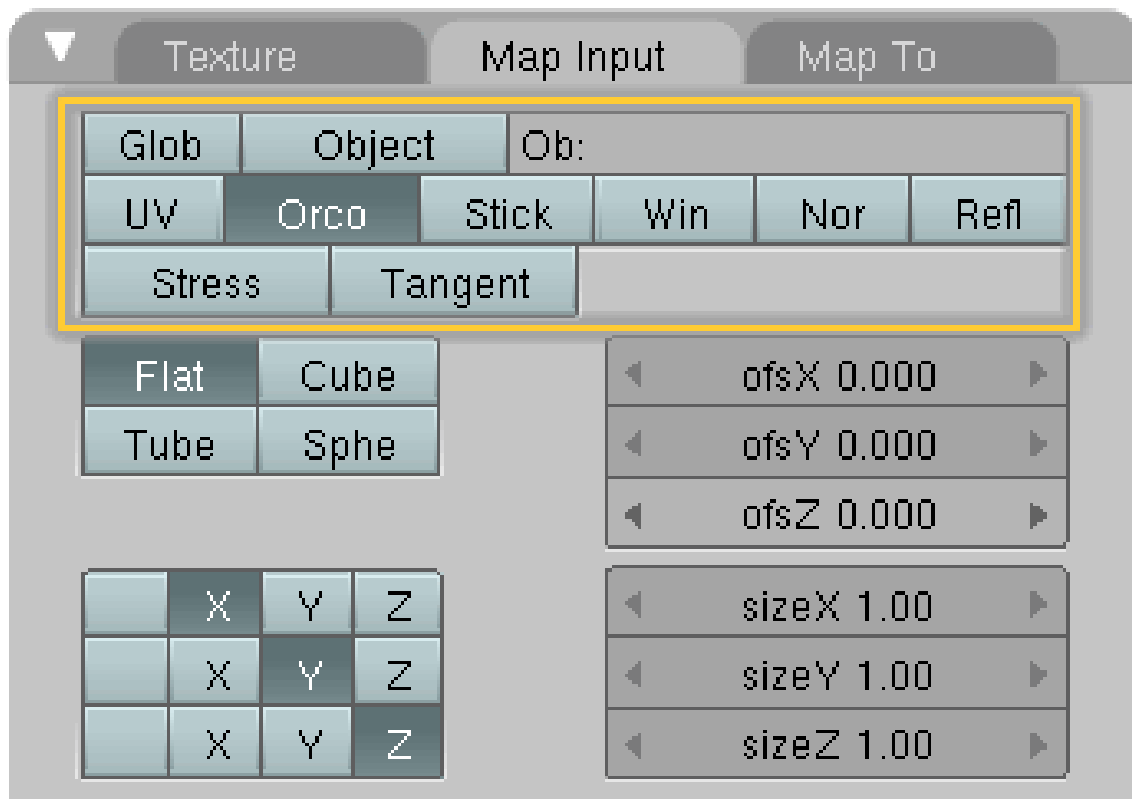 Texture Map Input Map To
Glob Object Ob:
UV Orco Stick Win Nor Refl
Stress Tangent
Flat Cube ofsX 0.000
Tube Sphe ofsY 0.000
ofsZ 0.000
X Y Z sizeX 1.00
X Y Z sizeY 1.00
X Y Z sizeZ 1.00